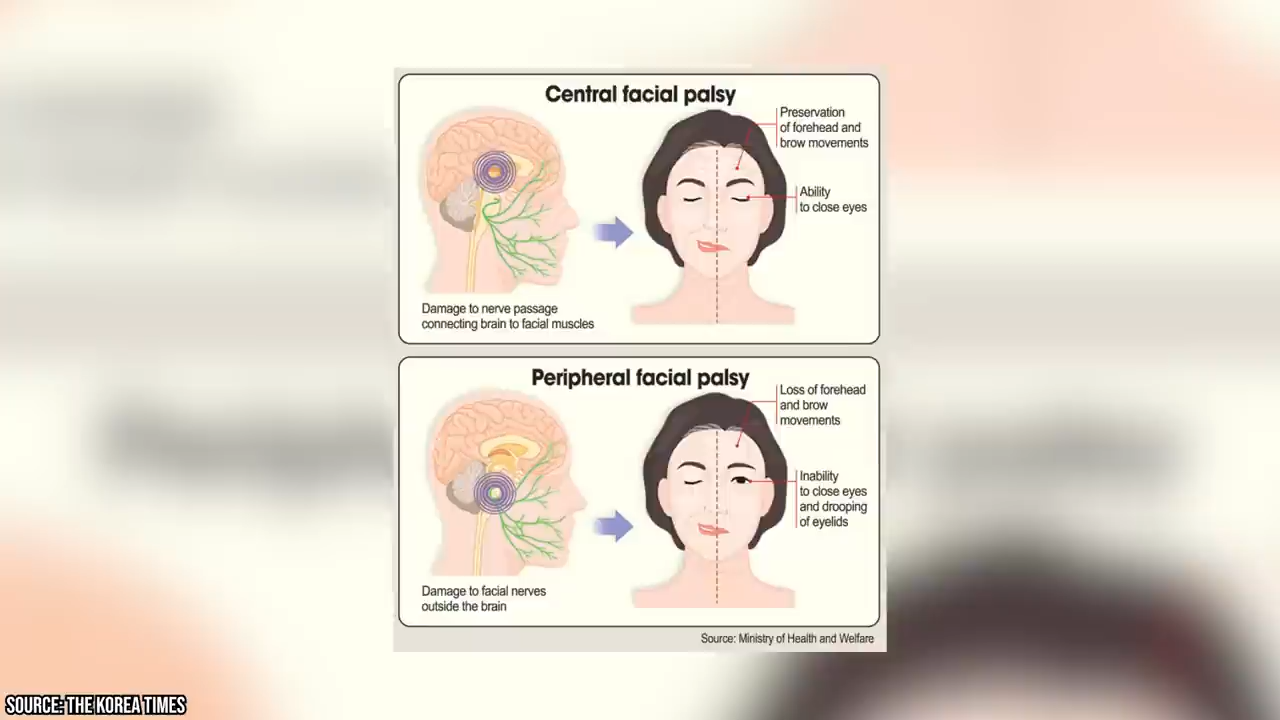 Central facial palsy
Preservation
of forehead and
brow movements
Ability
to close eyes
Damage to nerve passage
connecting brain to facial muscles
Peripheral facial palsy
Loss of forehead
and brow
movements
Inability
to close eyes
and drooping
of eyelids
Damage to facial nerves
outside the brain
Source: Ministry of Health and Welfare
SOURCE: THE KOREA TIMES